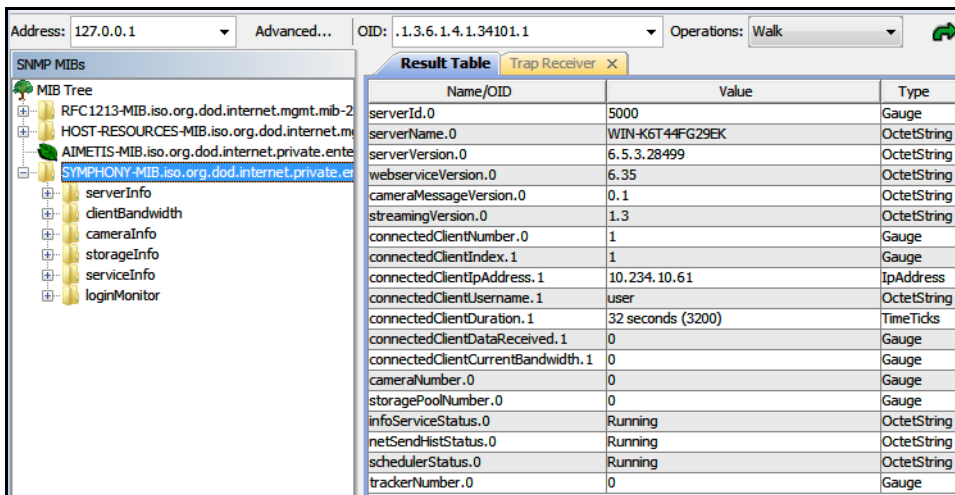 Address: 127.0.0.1 Advanced... OID: .1.3.6.1.4.1.34101.1 Operations: Walk
SNMP MIBs
MIB Tree
RFC1213-MIB.iso.org.dod.internet.mgmt.mib-2
HOST-RESOURCES-MIB.iso.org.dod.internet.m
AIMETIS-MIB.iso.org.dod.internet.private.ente
SYMPHONY-MIB.iso.org.dod.internet.private.er
serverInfo
clientBandwidth
cameraInfo
storageInfo
serviceInfo
loginMonitor
Result Table Trap Receiver
Name/OID Value Type
serverId.0 5000 Gauge
serverName.0 WIN-K6T44FG29EK OctetString
serverVersion.0 6.5.3.28499 OctetString
webserviceVersion.0 6.35 OctetString
cameraMessageVersion.0 0.1 OctetString
streamingVersion.0 1.3 OctetString
connectedClientNumber.0 1 Gauge
connectedClientIndex.1 1 Gauge
connectedClientIpAddress.1 10.234.10.61 IpAddress
connectedClientUsername.1 user OctetString
connectedClientDuration.1 32 seconds (3200) TimeTicks
connectedClientDataReceived.1 0 Gauge
connectedClientCurrentBandwidth.1 0 Gauge
cameraNumber.0 0 Gauge
storagePoolNumber.0 0 Gauge
infoServiceStatus.0 Running OctetString
netSendHistStatus.0 Running OctetString
schedulerStatus.0 Running OctetString
trackerNumber.0 0 Gauge